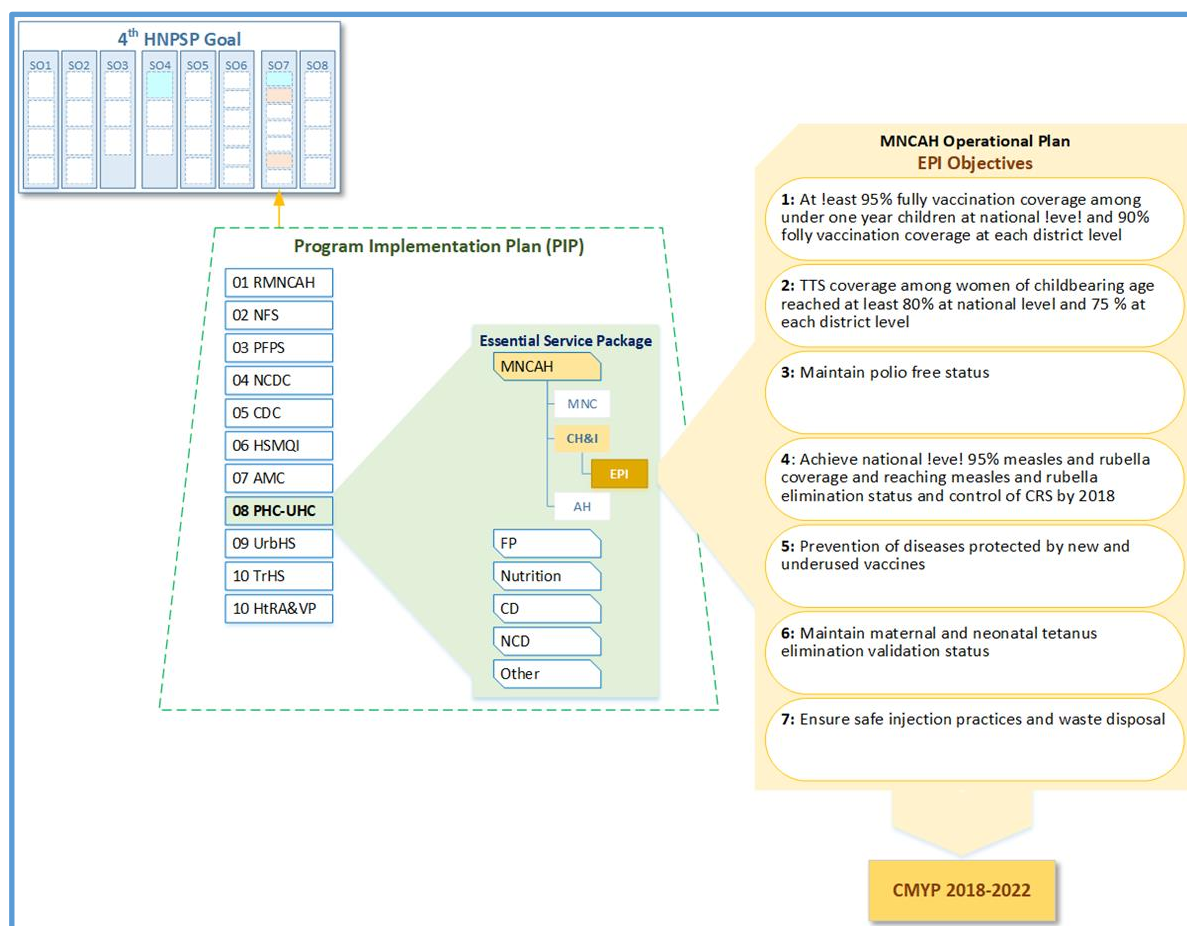 4th HNPSP Goal
SO1 SO2 SO3 SO4 SO5 SO6 SO7 SO8
Program Implementation Plan (PIP)
01 RMNCAH
02 NFS
03 PFPS
04 NCDC
05 CDC
06 HSMQI
07 AMC
08 PHC-UHC
09 UrbHS
10 TrHS
10 HtRA&VP
Essential Service Package
MNCAH
MNC
CH&I
EPI
AH
FP
Nutrition
CD
NCD
Other
MNCAH Operational Plan
EPI Objectives
1: At !east 95% fully vaccination coverage among
under one year children at national !eve! and 90%
folly vaccination coverage at each district level
2: TTS coverage among women of childbearing age
reached at least 80% at national level and 75 % at
each district level
3: Maintain polio free status
4: Achieve national !eve! 95% measles and rubella
coverage and reaching measles and rubella
elimination status and control of CRS by 2018
5: Prevention of diseases protected by new and
underused vaccines
6: Maintain maternal and neonatal tetanus
elimination validation status
7: Ensure safe injection practices and waste disposal
CMYP 2018-2022